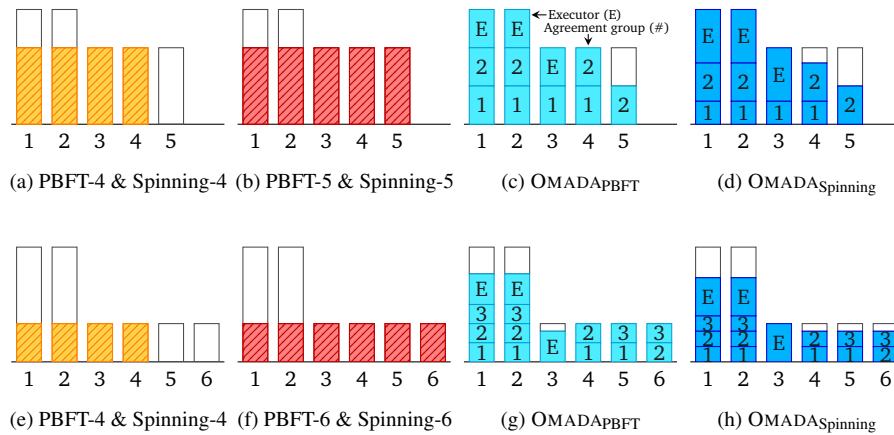 Executor (E)
Agreement group (#)
E E
2 2 E 2
1 1 1 1 2
E E
2 2 E 2
1 1 1 1 2
1 2 3 4 5
1 2 3 4 5
1 2 3 4 5
1 2 3 4 5
(a) PBFT-4 & Spinning-4
(b) PBFT-5 & Spinning-5
(c) OMADAPBFT
(d) OMADASpinning
E E
3 3
2 2 2 3 3
1 1 E 1 1 2
E E
3 3
2 2 2 3 3
1 1 E 1 1 2
1 2 3 4 5 6
1 2 3 4 5 6
1 2 3 4 5 6
1 2 3 4 5 6
(e) PBFT-4 & Spinning-4
(f) PBFT-6 & Spinning-6
(g) OMADAPBFT
(h) OMADASpinning